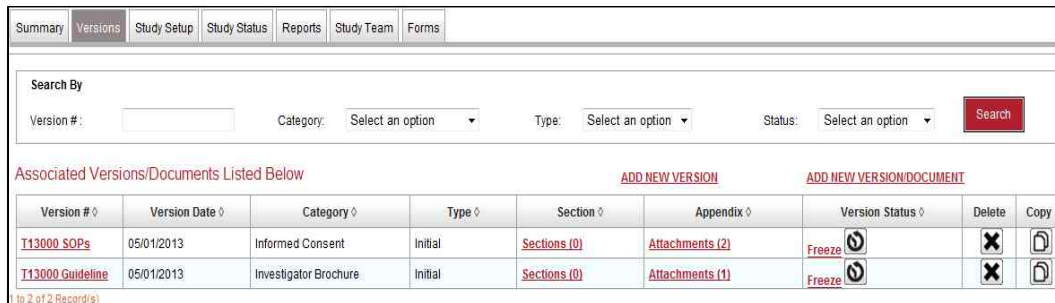 Summary Versions Study Setup Study Status Reports Study Team Forms
Search By
Version #: Category: Select an option Type: Select an option Status: Select an option Search
Associated Versions/Documents Listed Below ADD NEW VERSION ADD NEW VERSION/DOCUMENT
Version # Version Date Category Type Section Appendix Version Status Delete Copy
T13000 SOPs 05/01/2013 Informed Consent Initial Sections (0) Attachments (2) Freeze
T13000 Guideline 05/01/2013 Investigator Brochure Initial Sections (0) Attachments (1) Freeze
1 to 2 of 2 Record(s)